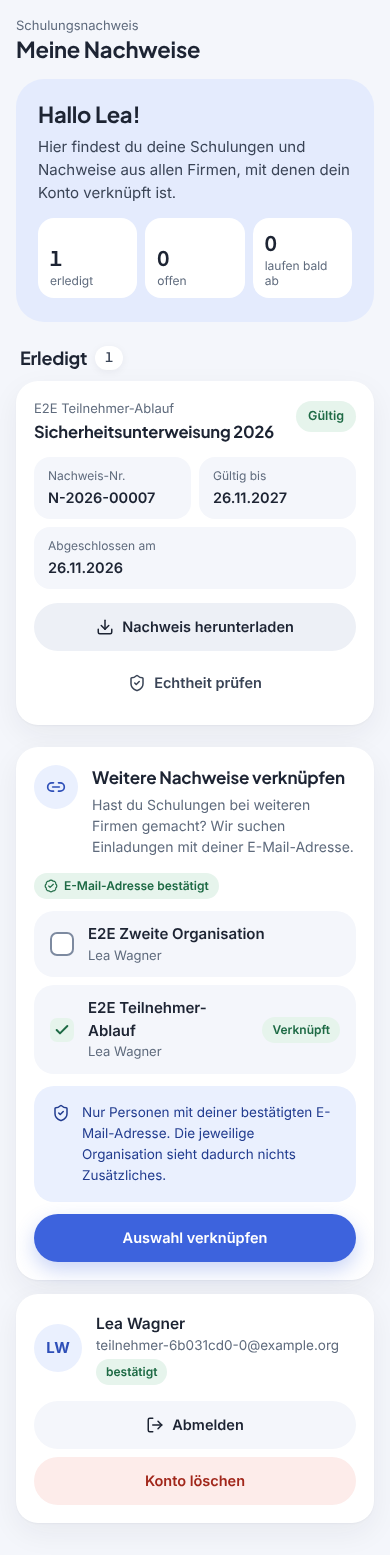 Schulungsnachweis
Meine Nachweise
Hallo Lea!
Hier findest du deine Schulungen und
Nachweise aus allen Firmen, mit denen dein
Konto verknüpft ist.
1
erledigt
0
offen
0
laufen bald
ab
Erledigt 1
E2E Teilnehmer-Ablauf
Sicherheitsunterweisung 2026
Gültig
Nachweis-Nr.
N-2026-00007
Gültig bis
26.11.2027
Abgeschlossen am
26.11.2026
Nachweis herunterladen
Echtheit prüfen
Weitere Nachweise verknüpfen
Hast du Schulungen bei weiteren
Firmen gemacht? Wir suchen
Einladungen mit deiner E-Mail-Adresse.
E-Mail-Adresse bestätigt
E2E Zweite Organisation
Lea Wagner
E2E Teilnehmer-
Ablauf
Lea Wagner
Verknüpft
Nur Personen mit deiner bestätigten E-
Mail-Adresse. Die jeweilige
Organisation sieht dadurch nichts
Zusätzliches.
Auswahl verknüpfen
LW
Lea Wagner
teilnehmer-6b031cd0-0@example.org
bestätigt
Abmelden
Konto löschen